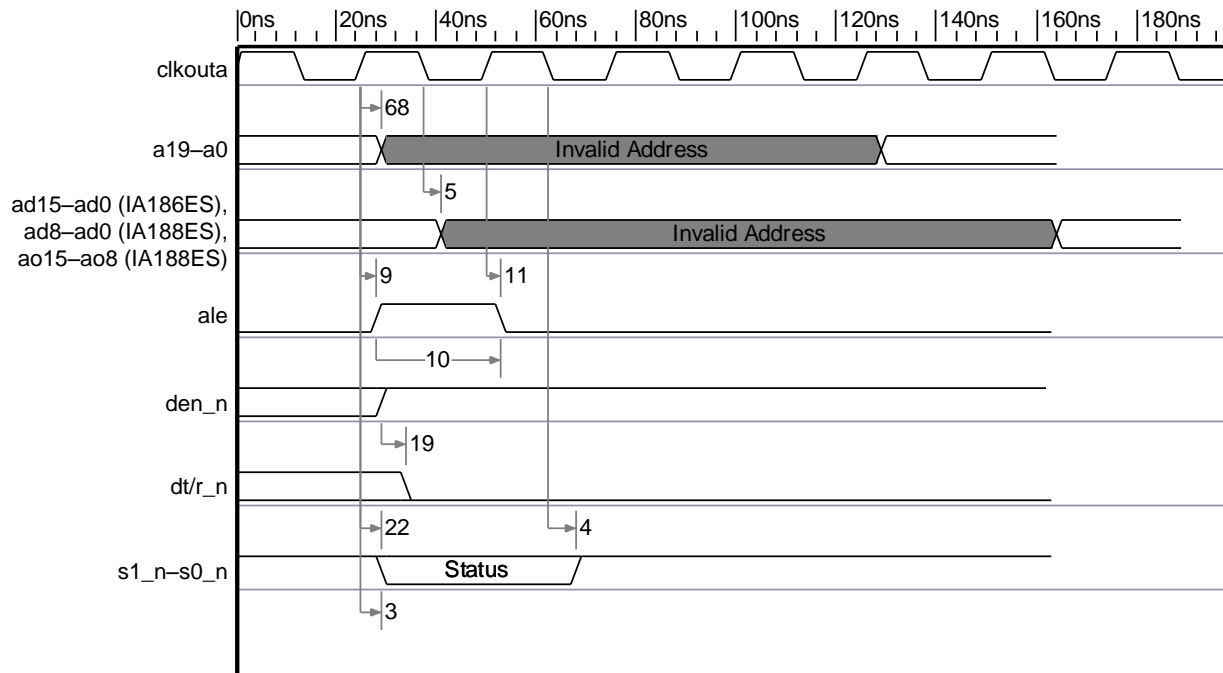 0ns 20ns 40ns 60ns 80ns 100ns 120ns 140ns 160ns 180ns
clkouta
68
a19–a0 Invalid Address
5
ad15–ad0 (IA186ES),
ad8–ad0 (IA188ES), Invalid Address
ao15–ao8 (IA188ES)
9 11
ale
10
den_n
19
dt/r_n
22 4
s1_n–s0_n Status
3